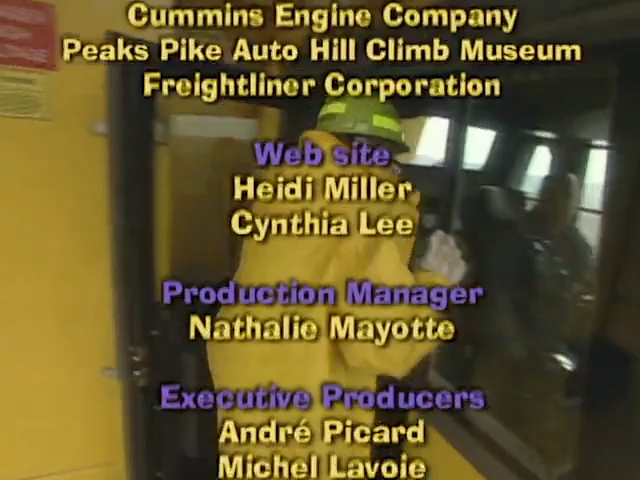 Cummins Engine Company
Peaks Pike Auto Hill Climb Museum
Freightliner Corporation
Web site
Heidi Miller
Cynthia Lee
Production Manager
Nathalie Mayotte
Executive Producers
André Picard
Michel Lavoie